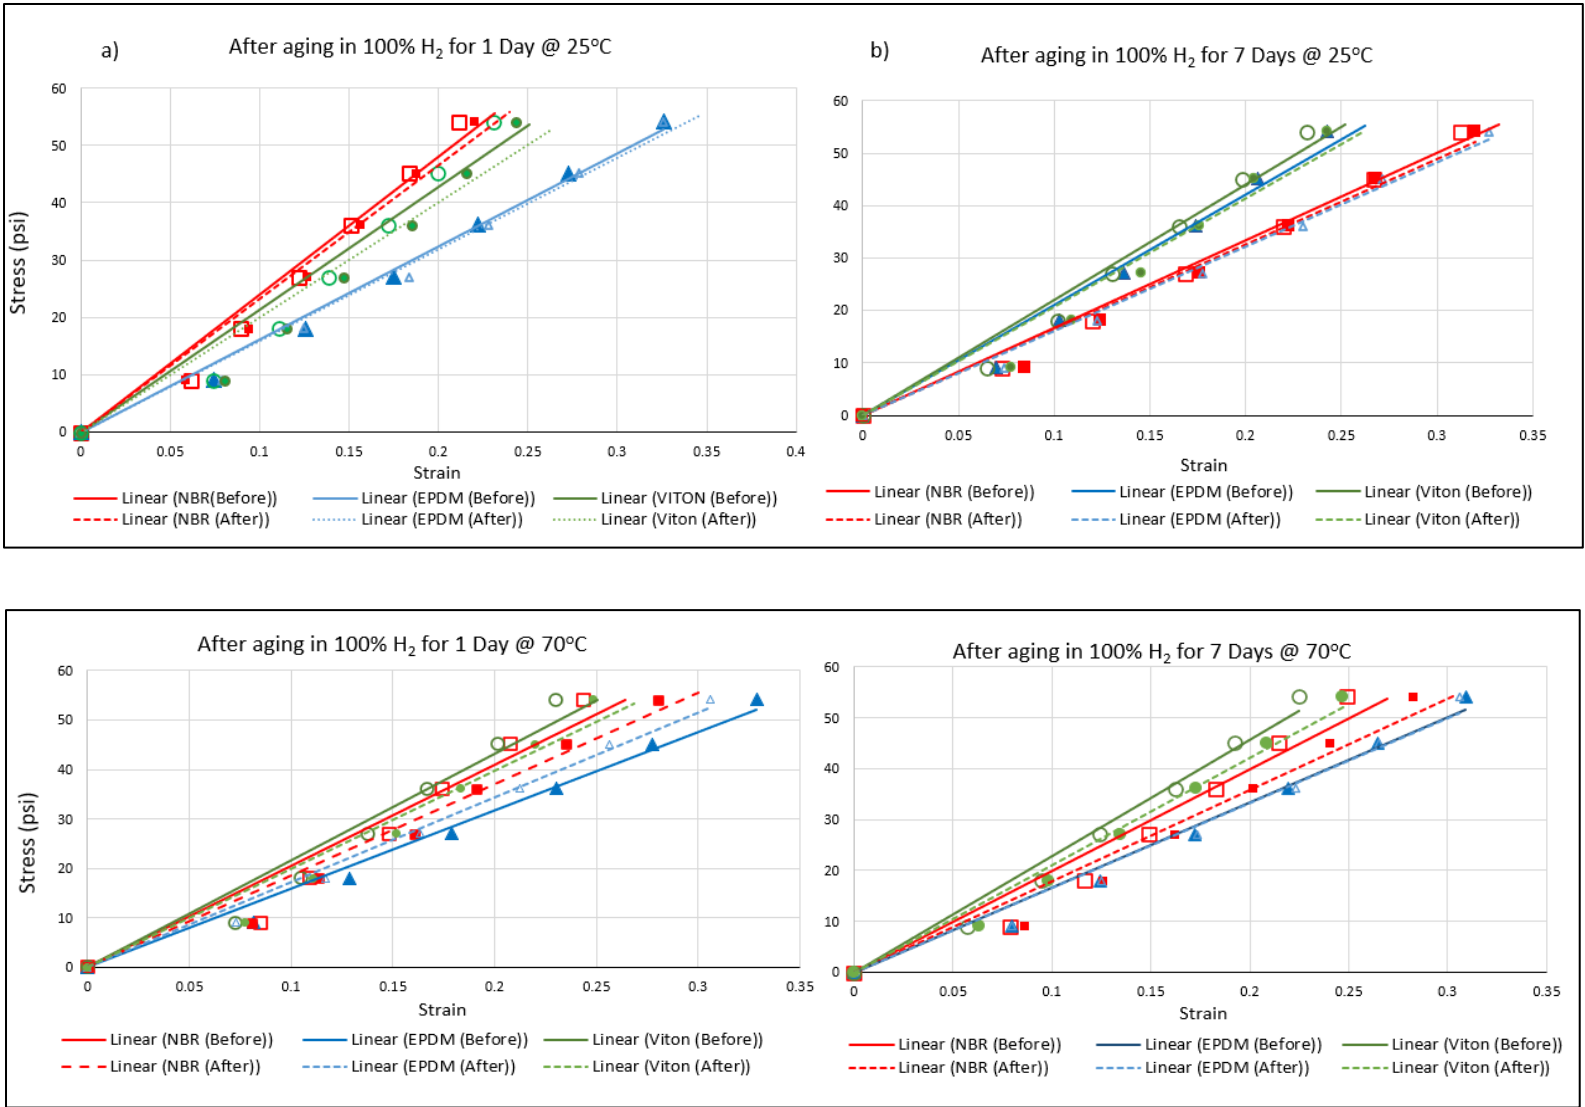 a) After aging in 100% H2 for 1 Day @ 25oC
60
50
40
30
20
10
0
Stress (psi)
0 0.05 0.1 0.15 0.2 0.25 0.3 0.35 0.4
Strain
Linear (NBR(Before)) Linear (EPDM (Before)) Linear (VITON (Before))
Linear (NBR (After)) Linear (EPDM (After)) Linear (Viton (After))
b) After aging in 100% H2 for 7 Days @ 25oC
60
50
40
30
20
10
0
0 0.05 0.1 0.15 0.2 0.25 0.3 0.35
Strain
Linear (NBR (Before)) Linear (EPDM (Before)) Linear (Viton (Before))
Linear (NBR (After)) Linear (EPDM (After)) Linear (Viton (After))
After aging in 100% H2 for 1 Day @ 70oC
60
50
40
30
20
10
0
Stress (psi)
0 0.05 0.1 0.15 0.2 0.25 0.3 0.35
Strain
Linear (NBR (Before)) Linear (EPDM (Before)) Linear (Viton (Before))
Linear (NBR (After)) Linear (EPDM (After)) Linear (Viton (After))
After aging in 100% H2 for 7 Days @ 70oC
60
50
40
30
20
10
0
0 0.05 0.1 0.15 0.2 0.25 0.3 0.35
Strain
Linear (NBR (Before)) Linear (EPDM (Before)) Linear (Viton (Before))
Linear (NBR (After)) Linear (EPDM (After)) Linear (Viton (After))